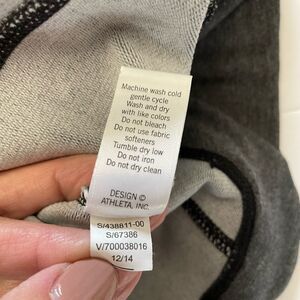 Machine wash cold
gentle cycle
Wash and dry
with like colors
Do not bleach
Do not use fabric
softeners
Tumble dry low
Do not iron
Do not dry clean
DESIGN ©
ATHLETA, INC.
S/438811-00
S/67386
V/700038016
12/14